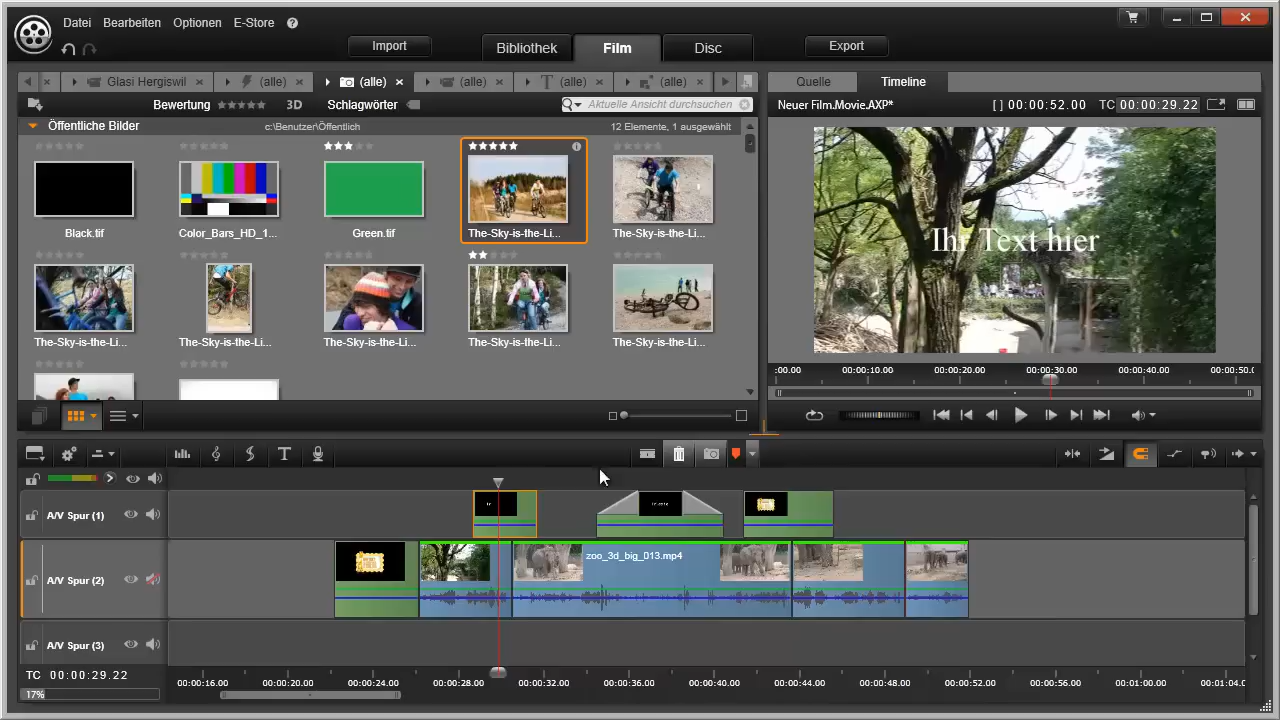 Datei Bearbeiten Optionen E-Store ?
Import Bibliothek Film Disc Export
Glasi Hergiswil (alle) (alle) (alle) T (alle) (alle)
Quelle Timeline
Bewertung 3D Schlagwörter Aktuelle Ansicht durchsuchen
Neuer Film.Movie.AXP* [ ] 00:00:52.00 TC 00:00:29.22
Öffentliche Bilder c:\Benutzer\Öffentlich 12 Elemente, 1 ausgewählt
Black.tif Color_Bars_HD_1... Green.tif The-Sky-is-the-Li... The-Sky-is-the-Li...
Ihr Text hier
The-Sky-is-the-Li... The-Sky-is-the-Li... The-Sky-is-the-Li... The-Sky-is-the-Li... The-Sky-is-the-Li...
:00.00 00:00:10.00 00:00:20.00 00:00:30.00 00:00:40.00 00:00:50.0
A/V Spur (1)
zoo_3d_big_013.mp4
A/V Spur (2)
A/V Spur (3)
TC 00:00:29.22
00:00:16.00 00:00:20.00 00:00:24.00 00:00:28.00 00:00:32.00 00:00:36.00 00:00:40.00 00:00:44.00 00:00:48.00 00:00:52.00 00:00:56.00 00:01:00.00 00:01:04.0
17%